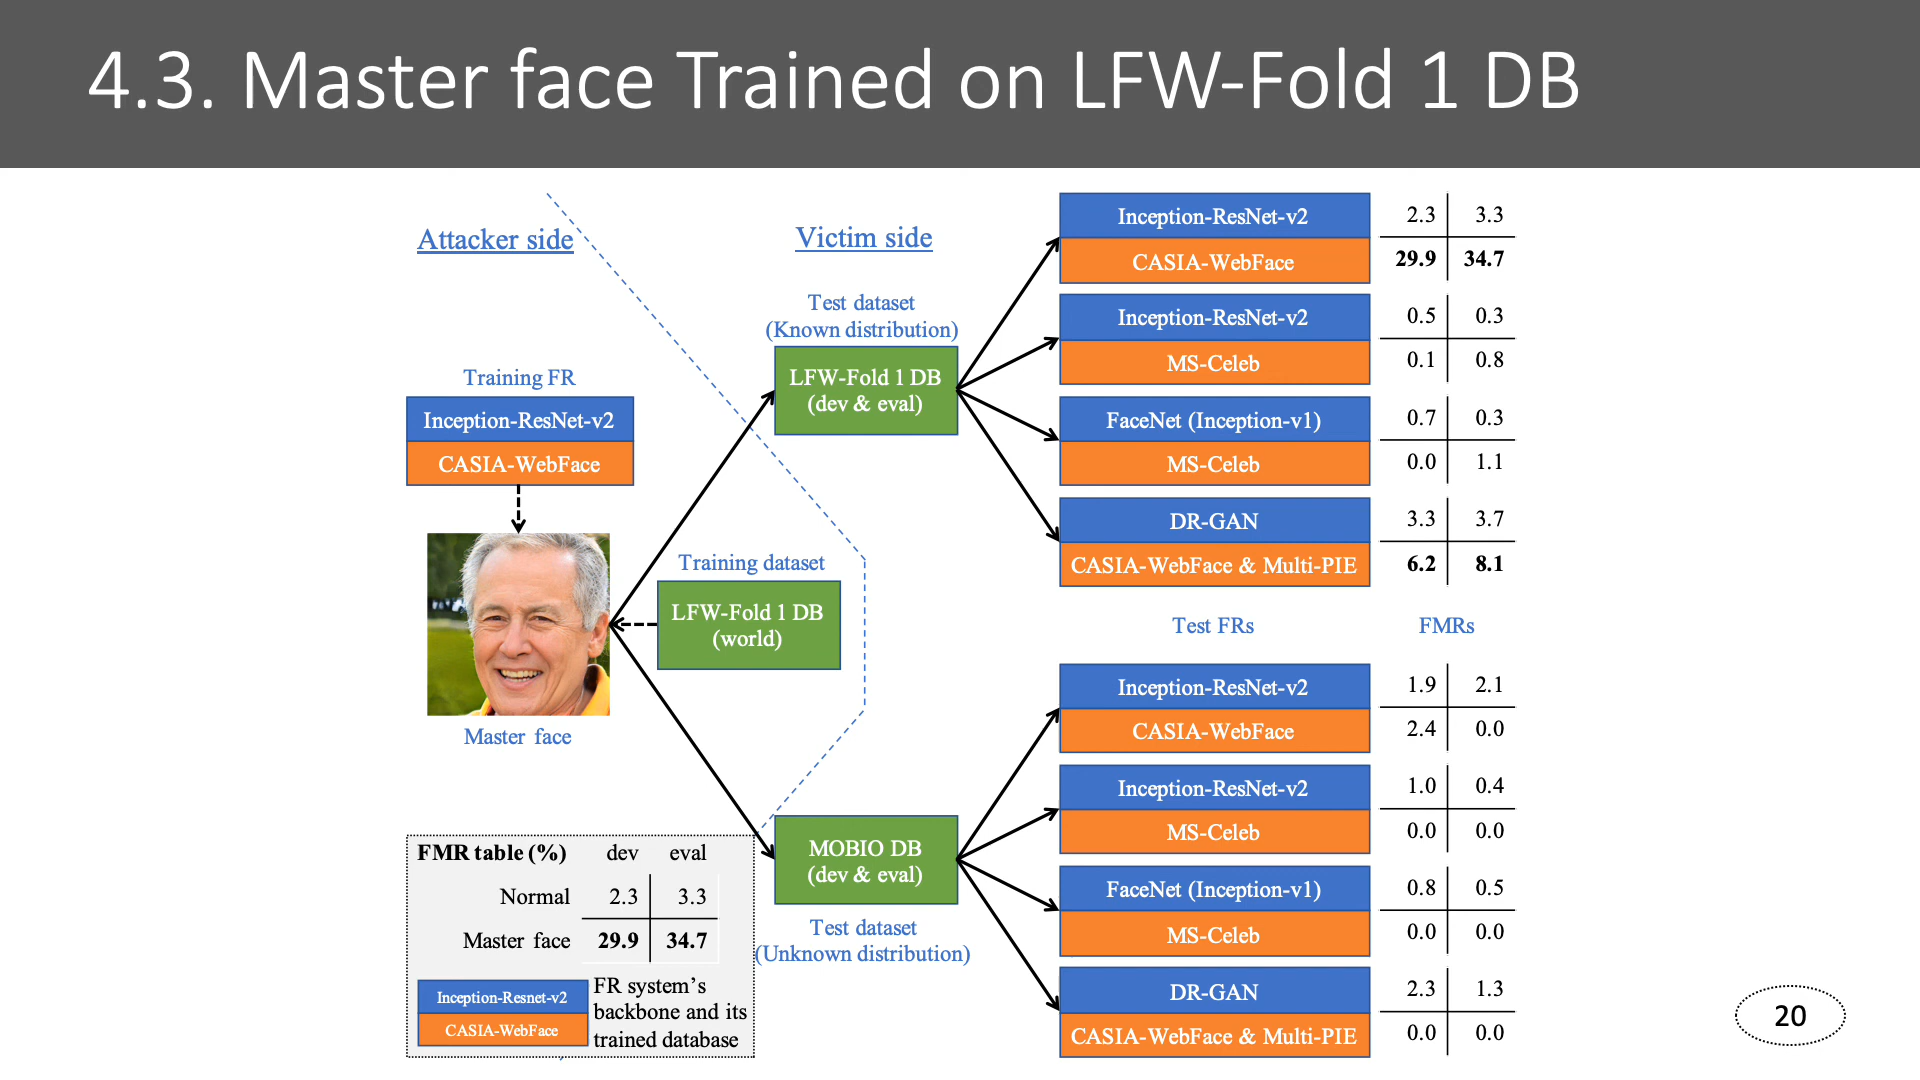 4.3. Master face Trained on LFW-Fold 1 DB
Attacker side
Victim side
Training FR
Inception-ResNet-v2
CASIA-WebFace
Master face
Training dataset
LFW-Fold 1 DB
(world)
Test dataset
(Known distribution)
LFW-Fold 1 DB
(dev & eval)
Inception-ResNet-v2 2.3 3.3
CASIA-WebFace 29.9 34.7
Inception-ResNet-v2 0.5 0.3
MS-Celeb 0.1 0.8
FaceNet (Inception-v1) 0.7 0.3
MS-Celeb 0.0 1.1
DR-GAN 3.3 3.7
CASIA-WebFace & Multi-PIE 6.2 8.1
Test FRs FMRs
MOBIO DB
(dev & eval)
Test dataset
(Unknown distribution)
Inception-ResNet-v2 1.9 2.1
CASIA-WebFace 2.4 0.0
Inception-ResNet-v2 1.0 0.4
MS-Celeb 0.0 0.0
FaceNet (Inception-v1) 0.8 0.5
MS-Celeb 0.0 0.0
DR-GAN 2.3 1.3
CASIA-WebFace & Multi-PIE 0.0 0.0
FMR table (%) dev eval
Normal 2.3 3.3
Master face 29.9 34.7
Inception-Resnet-v2
CASIA-WebFace
FR system's
backbone and its
trained database
20